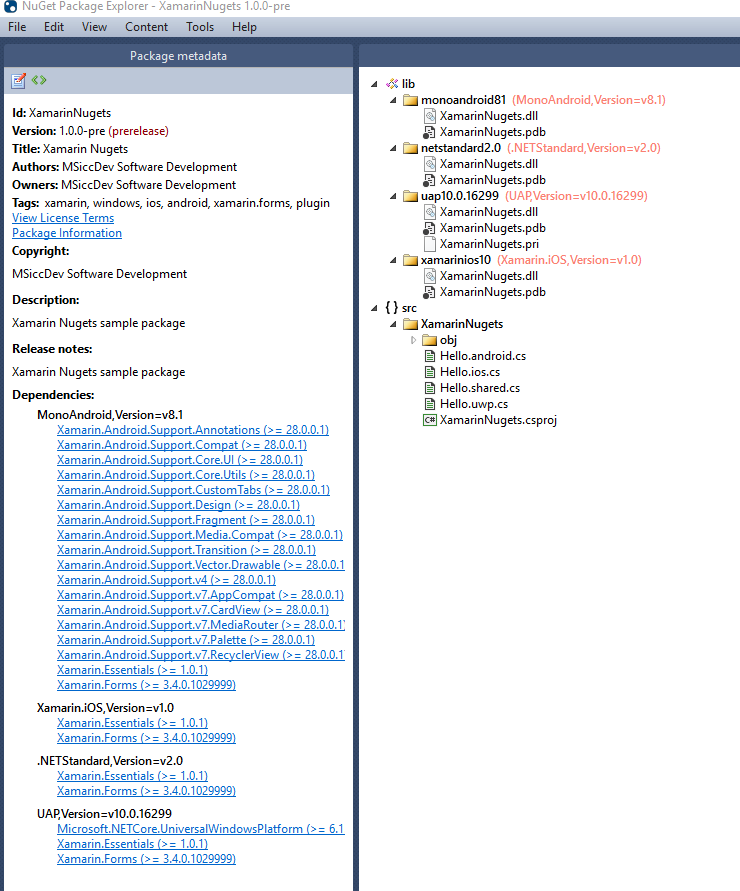 NuGet Package Explorer - XamarinNugets 1.0.0-pre
File Edit View Content Tools Help
Package metadata
Id: XamarinNugets
Version: 1.0.0-pre (prerelease)
Title: Xamarin Nugets
Authors: MSiccDev Software Development
Owners: MSiccDev Software Development
Tags: xamarin, windows, ios, android, xamarin.forms, plugin
View License Terms
Package Information
Copyright:
MSiccDev Software Development
Description:
Xamarin Nugets sample package
Release notes:
Xamarin Nugets sample package
Dependencies:
MonoAndroid,Version=v8.1
Xamarin.Android.Support.Annotations (>= 28.0.0.1)
Xamarin.Android.Support.Compat (>= 28.0.0.1)
Xamarin.Android.Support.Core.UI (>= 28.0.0.1)
Xamarin.Android.Support.Core.Utils (>= 28.0.0.1)
Xamarin.Android.Support.CustomTabs (>= 28.0.0.1)
Xamarin.Android.Support.Design (>= 28.0.0.1)
Xamarin.Android.Support.Fragment (>= 28.0.0.1)
Xamarin.Android.Support.Media.Compat (>= 28.0.0.1)
Xamarin.Android.Support.Transition (>= 28.0.0.1)
Xamarin.Android.Support.Vector.Drawable (>= 28.0.0.1
Xamarin.Android.Support.v4 (>= 28.0.0.1)
Xamarin.Android.Support.v7.AppCompat (>= 28.0.0.1)
Xamarin.Android.Support.v7.CardView (>= 28.0.0.1)
Xamarin.Android.Support.v7.MediaRouter (>= 28.0.0.1)
Xamarin.Android.Support.v7.Palette (>= 28.0.0.1)
Xamarin.Android.Support.v7.RecyclerView (>= 28.0.0.1
Xamarin.Essentials (>= 1.0.1)
Xamarin.Forms (>= 3.4.0.1029999)
Xamarin.iOS,Version=v1.0
Xamarin.Essentials (>= 1.0.1)
Xamarin.Forms (>= 3.4.0.1029999)
.NETStandard,Version=v2.0
Xamarin.Essentials (>= 1.0.1)
Xamarin.Forms (>= 3.4.0.1029999)
UAP,Version=v10.0.16299
Microsoft.NETCore.UniversalWindowsPlatform (>= 6.1
Xamarin.Essentials (>= 1.0.1)
Xamarin.Forms (>= 3.4.0.1029999)
lib
monoandroid81 (MonoAndroid,Version=v8.1)
XamarinNugets.dll
XamarinNugets.pdb
netstandard2.0 (.NETStandard,Version=v2.0)
XamarinNugets.dll
XamarinNugets.pdb
uap10.0.16299 (UAP,Version=v10.0.16299)
XamarinNugets.dll
XamarinNugets.pdb
XamarinNugets.pri
xamarinios10 (Xamarin.iOS,Version=v1.0)
XamarinNugets.dll
XamarinNugets.pdb
{ } src
XamarinNugets
obj
Hello.android.cs
Hello.ios.cs
Hello.shared.cs
Hello.uwp.cs
C# XamarinNugets.csproj